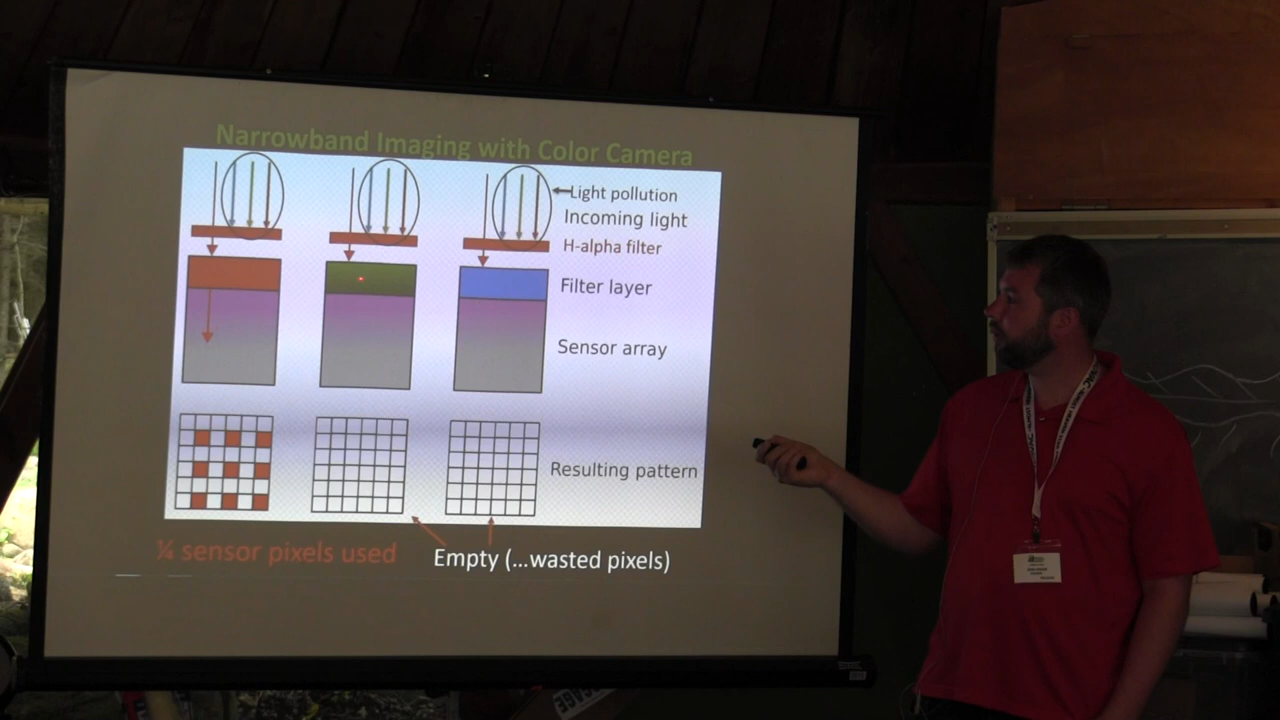 Narrowband Imaging with Color Camera
Light pollution
Incoming light
H-alpha filter
Filter layer
Sensor array
Resulting pattern
¼ sensor pixels used
Empty (...wasted pixels)